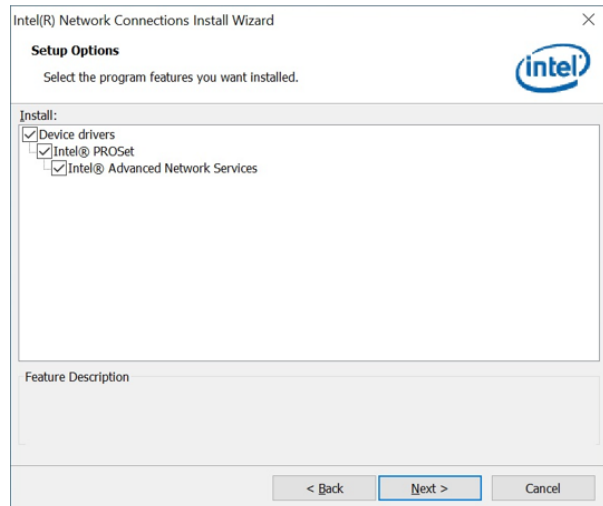 Intel(R) Network Connections Install Wizard
Setup Options
Select the program features you want installed.
intel
Install:
Device drivers
Intel® PROSet
Intel® Advanced Network Services
Feature Description
< Back
Next >
Cancel